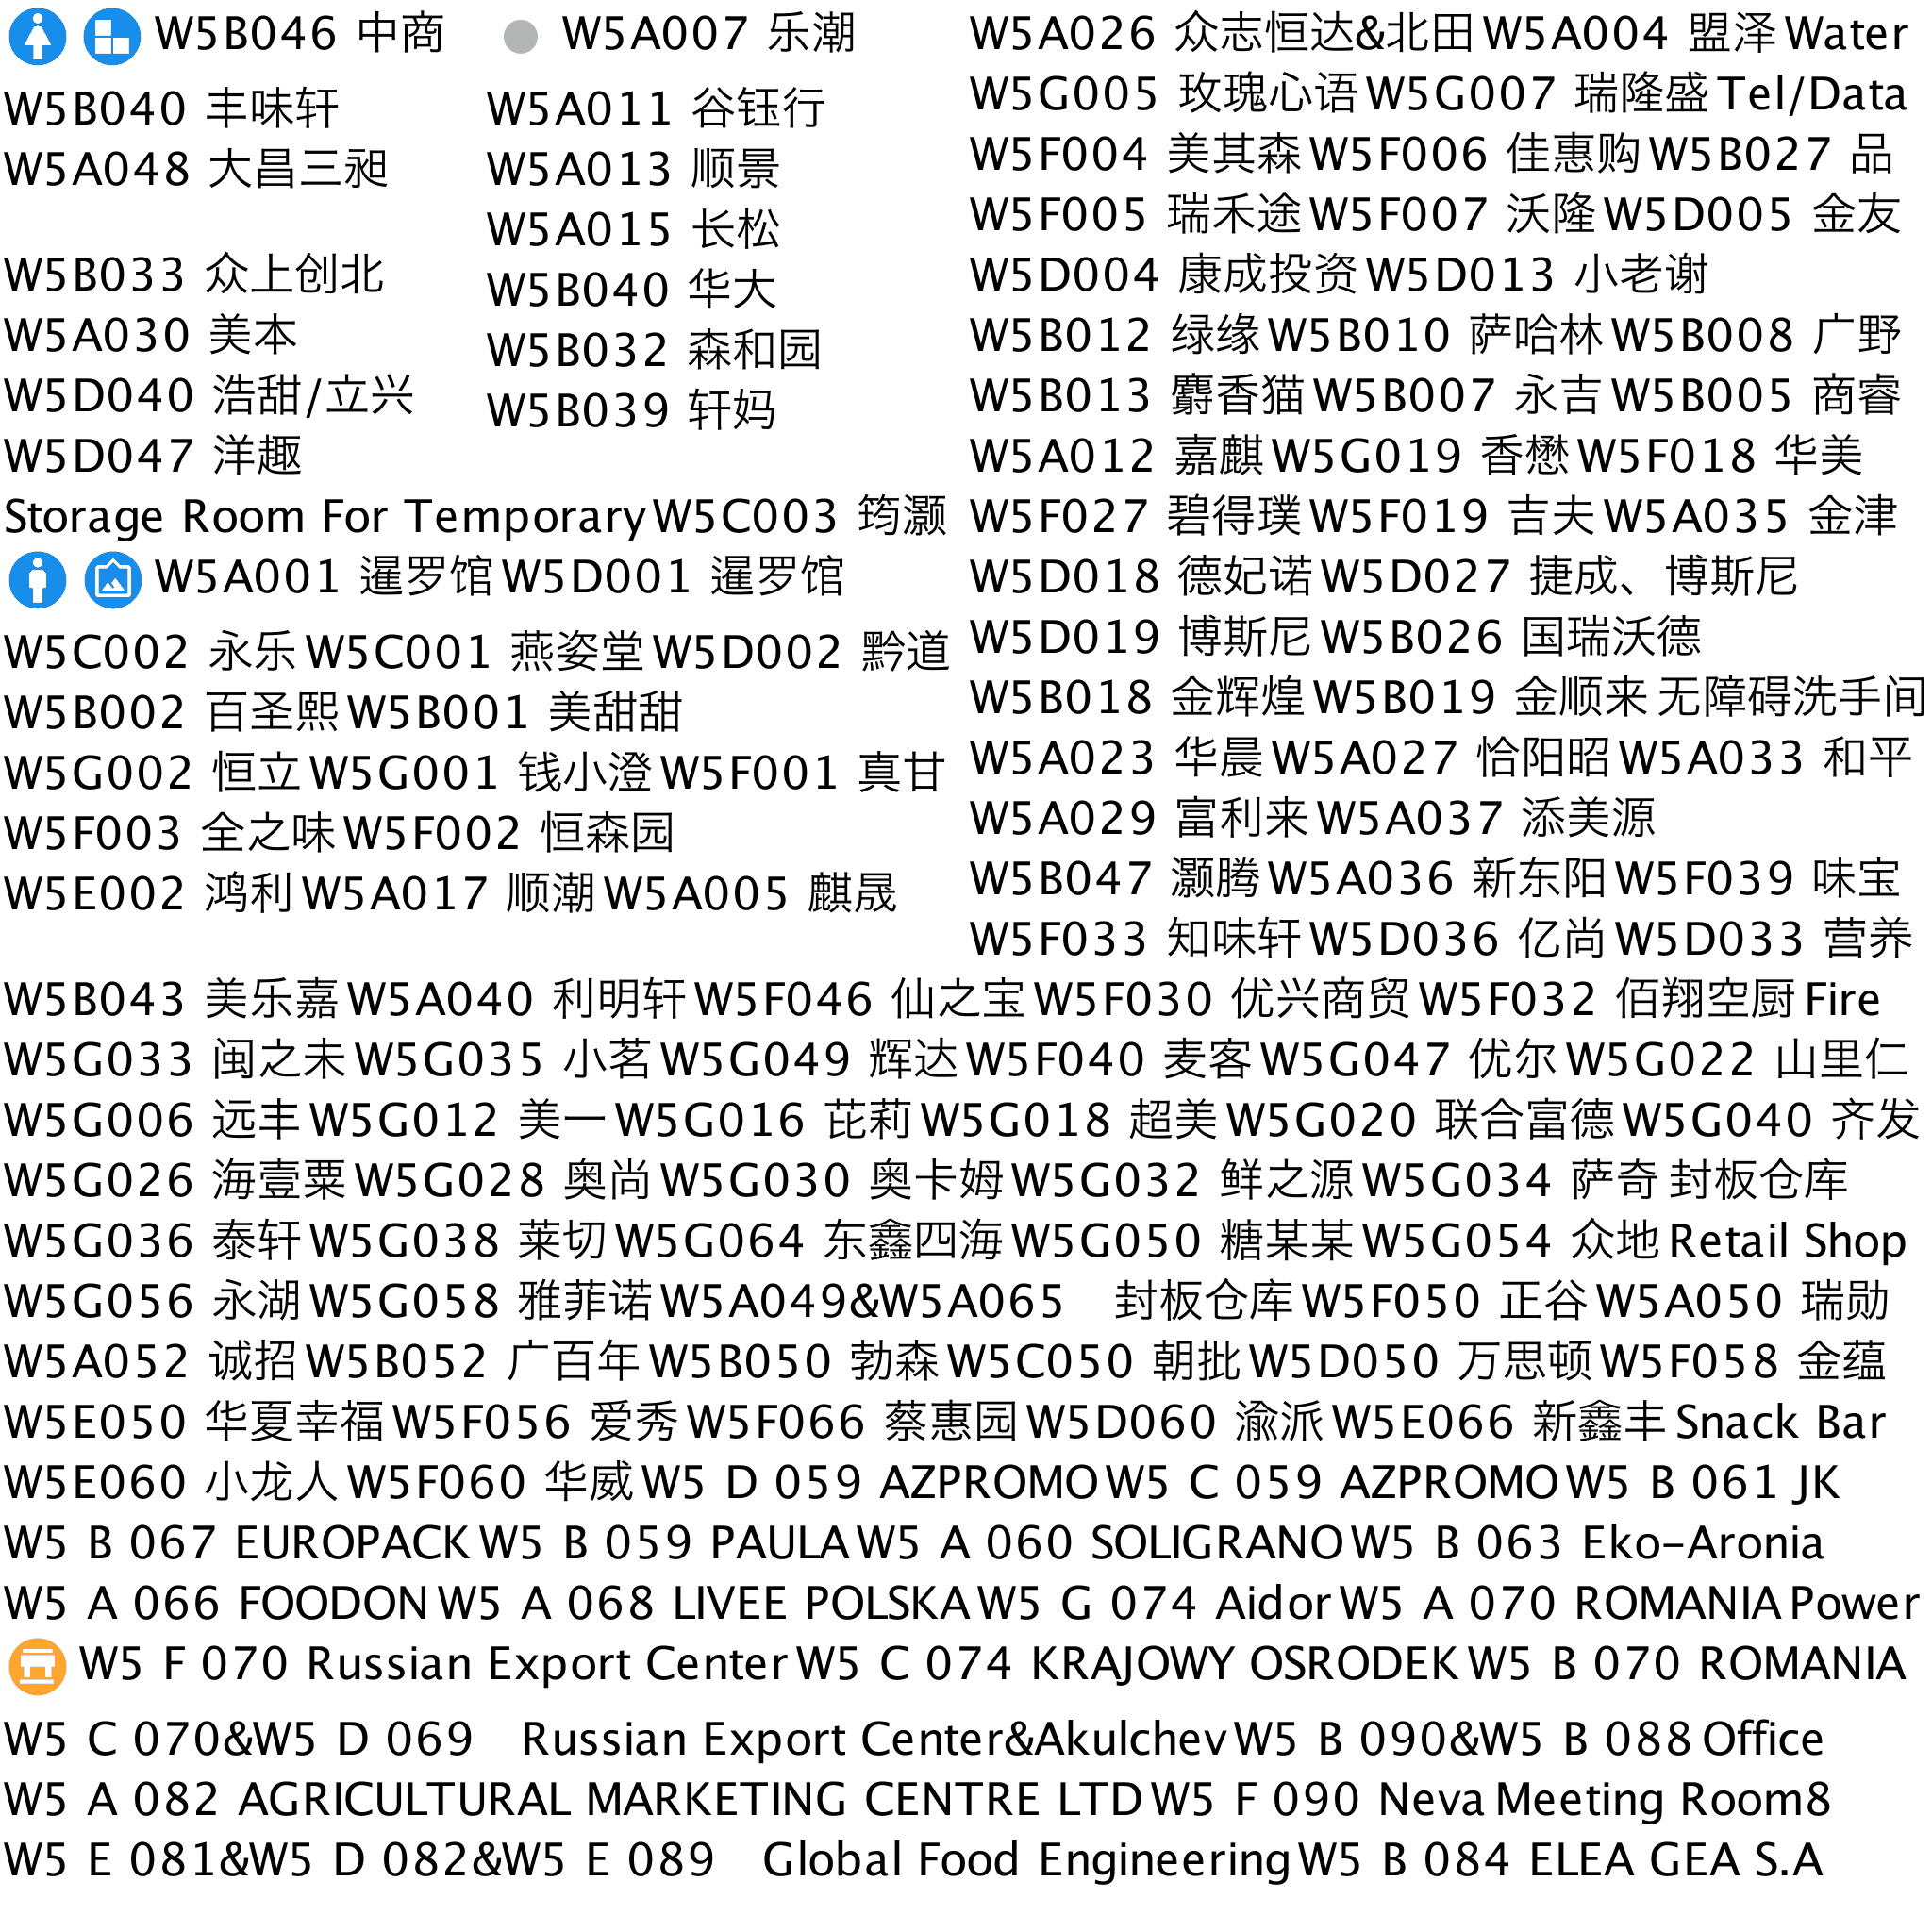 W5B046 中商
W5A007 乐潮
W5B040 丰味轩
W5A048 大昌三昶
W5B033 众上创北
W5A030 美本
W5D040 浩甜/立兴
W5D047 洋趣
W5A011 谷钰行
W5A013 顺景
W5A015 长松
W5B040 华大
W5B032 森和园
W5B039 轩妈
Storage Room For Temporary W5C003 筠灏
W5A001 暹罗馆 W5D001 暹罗馆
W5C002 永乐 W5C001 燕姿堂 W5D002 黔道
W5B002 百圣熙 W5B001 美甜甜
W5G002 恒立 W5G001 钱小澄 W5F001 真甘
W5F003 全之味 W5F002 恒森园
W5E002 鸿利 W5A017 顺潮 W5A005 麒晟
W5A026 众志恒达&北田 W5A004 盟泽 Water
W5G005 玫瑰心语 W5G007 瑞隆盛 Tel/Data
W5F004 美其森 W5F006 佳惠购 W5B027 品
W5F005 瑞禾途 W5F007 沃隆 W5D005 金友
W5D004 康成投资 W5D013 小老谢
W5B012 绿缘 W5B010 萨哈林 W5B008 广野
W5B013 麝香猫 W5B007 永吉 W5B005 商睿
W5A012 嘉麒 W5G019 香懋 W5F018 华美
W5F027 碧得璞 W5F019 吉夫 W5A035 金津
W5D018 德妃诺 W5D027 捷成、博斯尼
W5D019 博斯尼 W5B026 国瑞沃德
W5B018 金辉煌 W5B019 金顺来 无障碍洗手间
W5A023 华晨 W5A027 恰阳昭 W5A033 和平
W5A029 富利来 W5A037 添美源
W5B047 灏腾 W5A036 新东阳 W5F039 味宝
W5F033 知味轩 W5D036 亿尚 W5D033 营养
W5B043 美乐嘉 W5A040 利明轩 W5F046 仙之宝 W5F030 优兴商贸 W5F032 佰翔空厨 Fire
W5G033 闽之未 W5G035 小茗 W5G049 辉达 W5F040 麦客 W5G047 优尔 W5G022 山里仁
W5G006 远丰 W5G012 美一 W5G016 芘莉 W5G018 超美 W5G020 联合富德 W5G040 齐发
W5G026 海壹粟 W5G028 奥尚 W5G030 奥卡姆 W5G032 鲜之源 W5G034 萨奇 封板仓库
W5G036 泰轩 W5G038 莱切 W5G064 东鑫四海 W5G050 糖某某 W5G054 众地 Retail Shop
W5G056 永湖 W5G058 雅菲诺 W5A049&W5A065 封板仓库 W5F050 正谷 W5A050 瑞勋
W5A052 诚招 W5B052 广百年 W5B050 勃森 W5C050 朝批 W5D050 万思顿 W5F058 金蕴
W5E050 华夏幸福 W5F056 爱秀 W5F066 蔡惠园 W5D060 渝派 W5E066 新鑫丰 Snack Bar
W5E060 小龙人 W5F060 华威 W5 D 059 AZPROMO W5 C 059 AZPROMO W5 B 061 JK
W5 B 067 EUROPACK W5 B 059 PAULA W5 A 060 SOLIGRANO W5 B 063 Eko-Aronia
W5 A 066 FOODON W5 A 068 LIVEE POLSKA W5 G 074 Aidor W5 A 070 ROMANIA Power
W5 F 070 Russian Export Center W5 C 074 KRAJOWY OSRODEK W5 B 070 ROMANIA
W5 C 070&W5 D 069 Russian Export Center&Akulchev W5 B 090&W5 B 088 Office
W5 A 082 AGRICULTURAL MARKETING CENTRE LTD W5 F 090 Neva Meeting Room8
W5 E 081&W5 D 082&W5 E 089 Global Food Engineering W5 B 084 ELEA GEA S.A